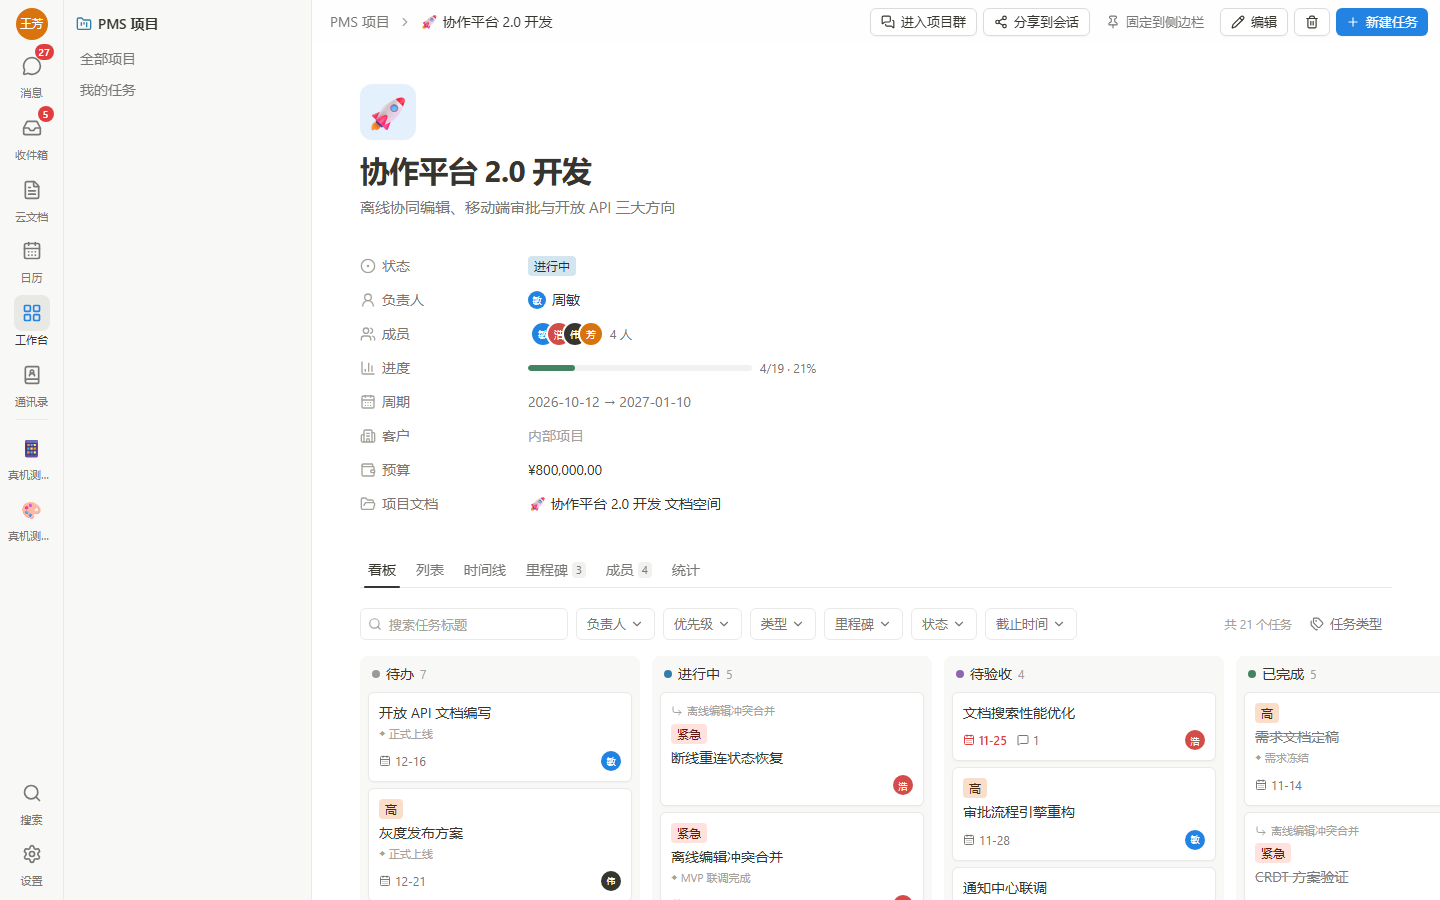 王芳
27
消息
5
收件箱
云文档
日历
工作台
通讯录
真机测...
真机测...
搜索
设置
PMS 项目
全部项目
我的任务
PMS 项目 > 🚀 协作平台 2.0 开发
进入项目群
分享到会话
固定到侧边栏
编辑
新建任务
协作平台 2.0 开发
离线协同编辑、移动端审批与开放 API 三大方向
状态 进行中
负责人 敏 周敏
成员 敏 浩 伟 芳 4 人
进度 4/19 · 21%
周期 2026-10-12 → 2027-01-10
客户 内部项目
预算 ¥800,000.00
项目文档 🚀 协作平台 2.0 开发 文档空间
看板 列表 时间线 里程碑 3 成员 4 统计
搜索任务标题 负责人 优先级 类型 里程碑 状态 截止时间 共 21 个任务 任务类型
待办 7
开放 API 文档编写
正式上线
12-16 敏
高
灰度发布方案
正式上线
12-21 伟
进行中 5
离线编辑冲突合并
紧急
断线重连状态恢复
浩
紧急
离线编辑冲突合并
MVP 联调完成
待验收 4
文档搜索性能优化
11-25 1 浩
高
审批流程引擎重构
11-28 敏
通知中心联调
已完成 5
高
需求文档定稿
需求冻结
11-14
离线编辑冲突合并
紧急
CRDT 方案验证